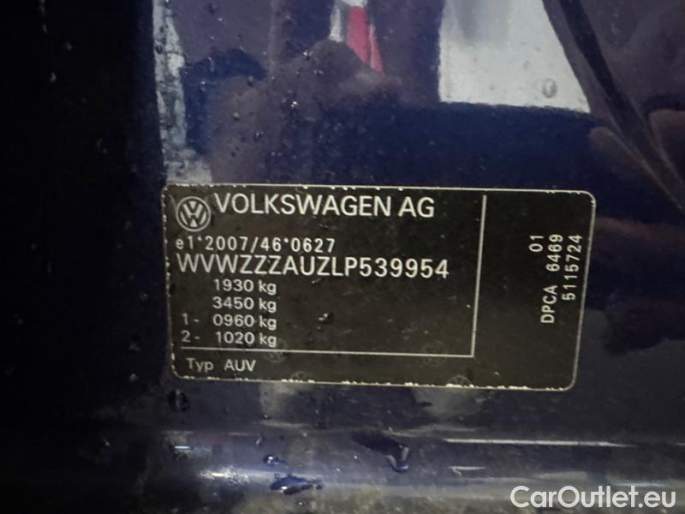 VOLKSWAGEN AG
e1*2007/46*0627
WVWZZZAUZLP539954
1930 kg
3450 kg
1- 0960 kg
2- 1020 kg
Typ AUV
01
DPCA 6469
5115724
CarOutlet.eu